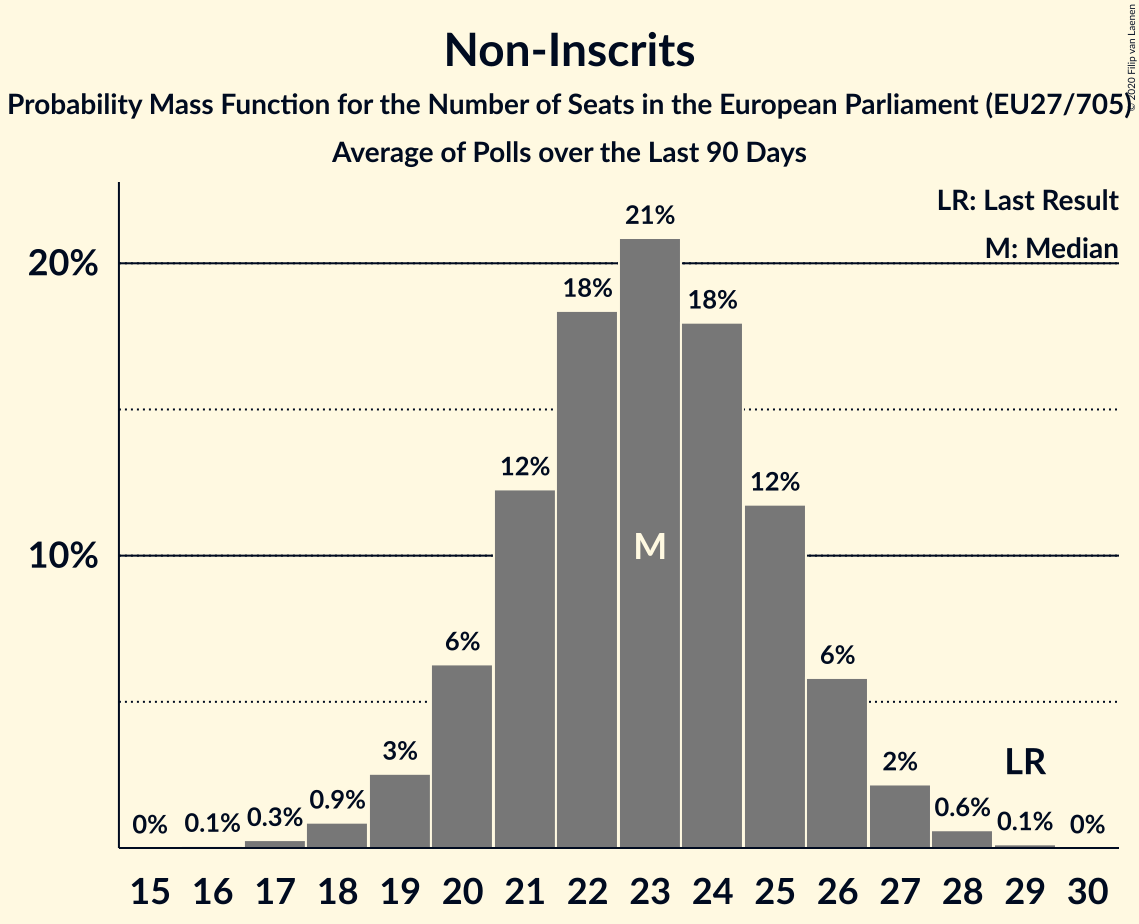 Non-Inscrits
Probability Mass Function for the Number of Seats in the European Parliament (EU27/705)
Average of Polls over the Last 90 Days
© 2020 Filip van Laenen
LR: Last Result
M: Median
20%
10%
0%
0.1%
0.3%
0.9%
3%
6%
12%
18%
21%
18%
12%
6%
2%
0.6%
0.1%
0%
M
LR
15 16 17 18 19 20 21 22 23 24 25 26 27 28 29 30